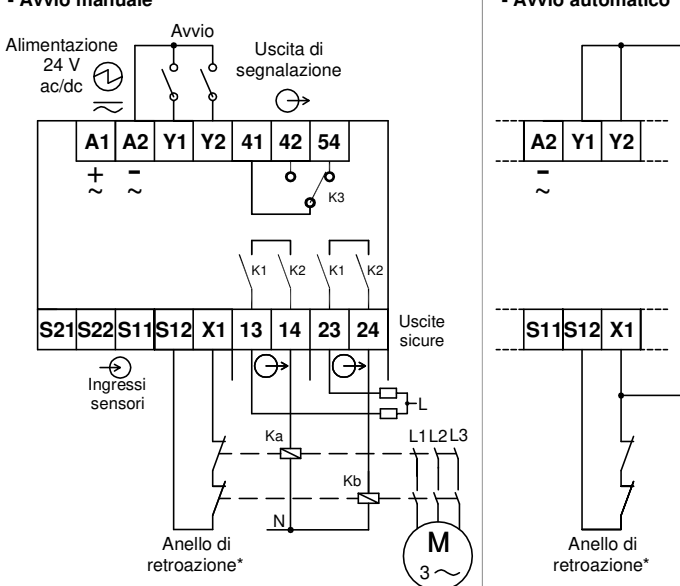 - Avvio manuale
- Avvio automatico
Avvio
Alimentazione
24 V
ac/dc
Uscita di
segnalazione
A1 A2 Y1 Y2 41 42 54
A2 Y1 Y2
+ -
~ ~
-
~
K3
K1 K2 K1 K2
S21 S22 S11 S12 X1 13 14 23 24
Uscite
sicure
S11 S12 X1
Ingressi
sensori
L
Ka
L1 L2 L3
Kb
N
M
3 ~
Anello di
retroazione*
Anello di
retroazione*